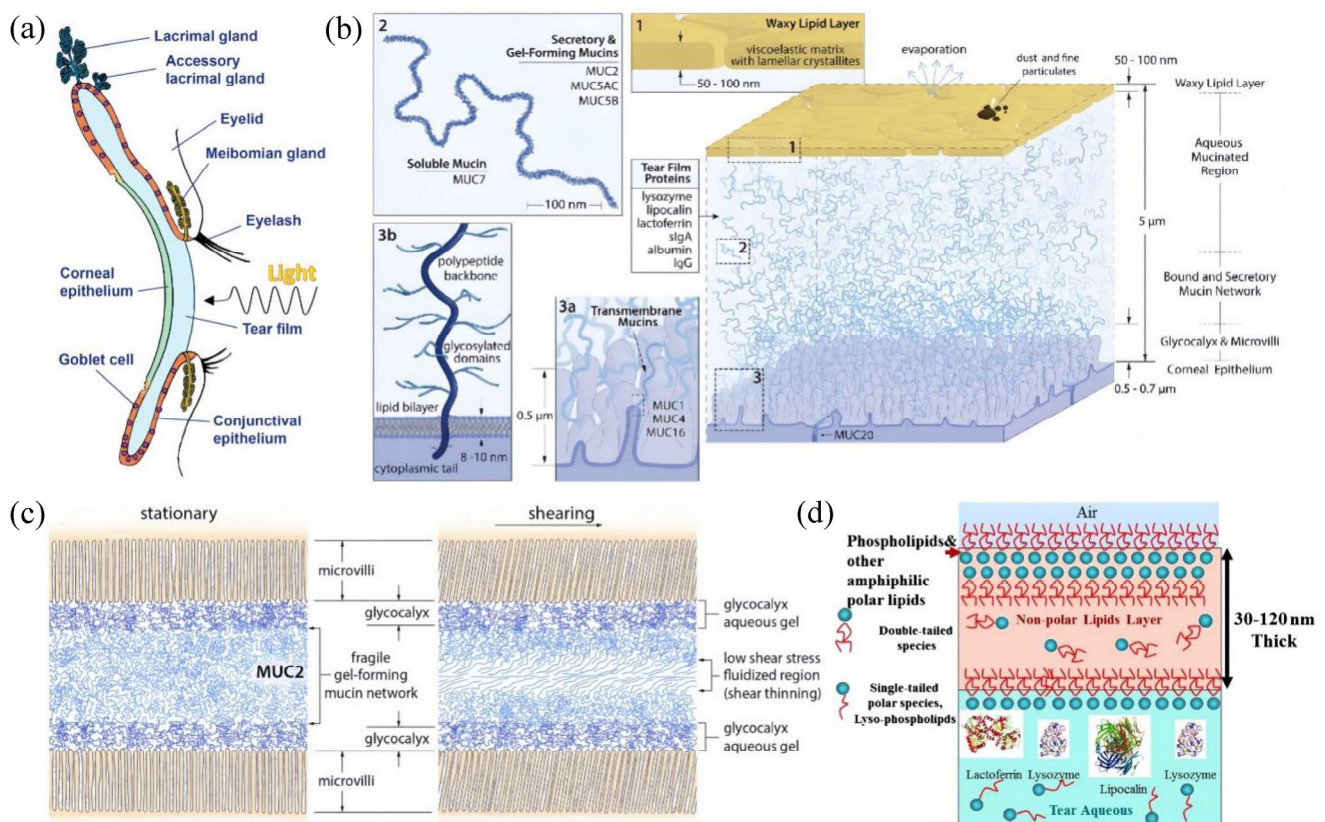 (a)
Lacrimal gland
Accessory
lacrimal gland
Eyelid
Meibomian gland
Eyelash
Light
Corneal
epithelium
Tear film
Goblet cell
Conjunctival
epithelium
(b)
2
Secretory &
Gel-Forming Mucins
MUC2
MUC5AC
MUC5B
Soluble Mucin
MUC7
100 nm
1
Waxy Lipid Layer
viscoelastic matrix
with lamellar crystallites
50 - 100 nm
evaporation
dust and fine
particulates
50 - 100 nm
Waxy Lipid Layer
Aqueous
Mucinated
Region
5 µm
Bound and Secretory
Mucin Network
Glycocalyx & Microvilli
Corneal Epithelium
0.5 - 0.7 µm
1
Tear Film
Proteins
lysozyme
lipocalin
lactoferrin
sIgA
albumin
IgG
2
3
MUC20
3b
polypeptide
backbone
glycosylated
domains
lipid bilayer
8 -10 nm
cytoplasmic tail
3a
Transmembrane
Mucins
0.5 µm
MUC1
MUC4
MUC16
(c)
stationary
shearing
microvilli
glycocalyx
MUC2
fragile
gel-forming
mucin network
glycocalyx
microvilli
glycocalyx
aqueous gel
low shear stress
fluidized region
(shear thinning)
glycocalyx
aqueous gel
(d)
Air
Phospholipids&
other
amphiphilic
polar lipids
Double-tailed
species
Single-tailed
polar species,
Lyso-phospholipds
Non-polar Lipids Layer
30-120 nm
Thick
Lactoferrin
Lysozyme
Lipocalin
Lysozyme
Tear Aqueous